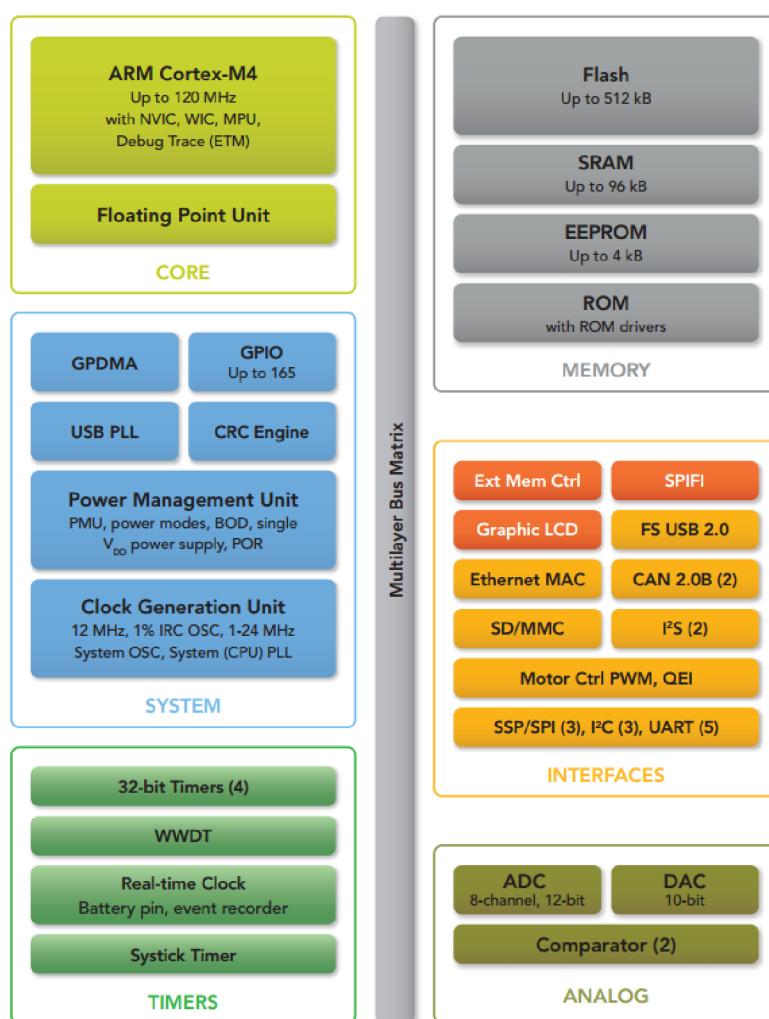 ARM Cortex-M4
Up to 120 MHz
with NVIC, WIC, MPU,
Debug Trace (ETM)
Floating Point Unit
CORE
GPDMA
GPIO
Up to 165
USB PLL
CRC Engine
Power Management Unit
PMU, power modes, BOD, single
V_DD power supply, POR
Clock Generation Unit
12 MHz, 1% IRC OSC, 1-24 MHz
System OSC, System (CPU) PLL
SYSTEM
32-bit Timers (4)
WWDT
Real-time Clock
Battery pin, event recorder
Systick Timer
TIMERS
Multilayer Bus Matrix
Flash
Up to 512 kB
SRAM
Up to 96 kB
EEPROM
Up to 4 kB
ROM
with ROM drivers
MEMORY
Ext Mem Ctrl
SPIFI
Graphic LCD
FS USB 2.0
Ethernet MAC
CAN 2.0B (2)
SD/MMC
I²S (2)
Motor Ctrl PWM, QEI
SSP/SPI (3), I²C (3), UART (5)
INTERFACES
ADC
8-channel, 12-bit
DAC
10-bit
Comparator (2)
ANALOG